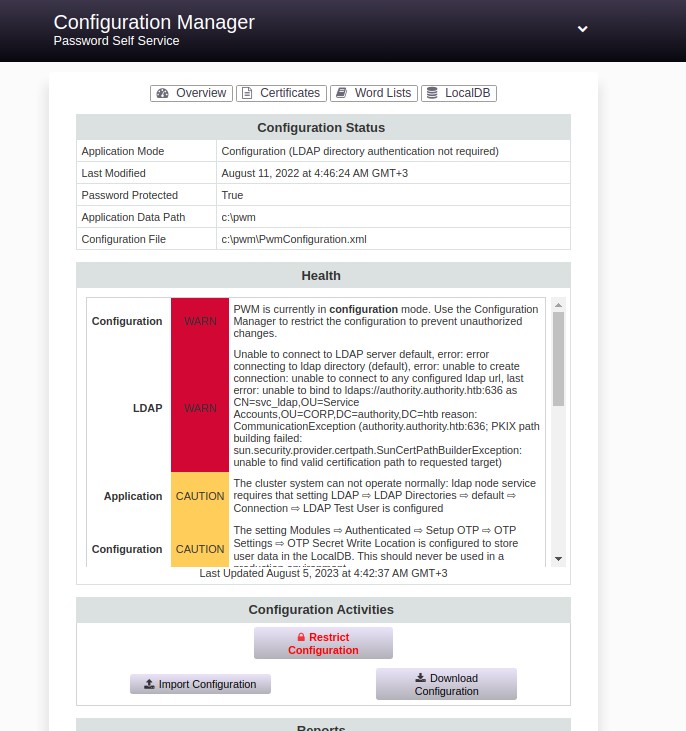 Configuration Manager
Password Self Service
Overview Certificates Word Lists LocalDB
Configuration Status
Application Mode Configuration (LDAP directory authentication not required)
Last Modified August 11, 2022 at 4:46:24 AM GMT+3
Password Protected True
Application Data Path c:\pwm
Configuration File c:\pwm\PwmConfiguration.xml
Health
Configuration WARN PWM is currently in configuration mode. Use the Configuration
Manager to restrict the configuration to prevent unauthorized
changes.
Unable to connect to LDAP server default, error: error
connecting to ldap directory (default), error: unable to create
connection: unable to connect to any configured ldap url, last
error: unable to bind to ldaps://authority.authority.htb:636 as
CN=svc_ldap,OU=Service
LDAP WARN Accounts,OU=CORP,DC=authority,DC=htb reason:
CommunicationException (authority.authority.htb:636; PKIX path
building failed:
sun.security.provider.certpath.SunCertPathBuilderException:
unable to find valid certification path to requested target)
The cluster system can not operate normally: ldap node service
Application CAUTION requires that setting LDAP ⇨ LDAP Directories ⇨ default ⇨
Connection ⇨ LDAP Test User is configured
The setting Modules ⇨ Authenticated ⇨ Setup OTP ⇨ OTP
Configuration CAUTION Settings ⇨ OTP Secret Write Location is configured to store
user data in the LocalDB. This should never be used in a
production environment.
Last Updated August 5, 2023 at 4:42:37 AM GMT+3
Configuration Activities
Restrict
Configuration
Import Configuration
Download
Configuration
Reports